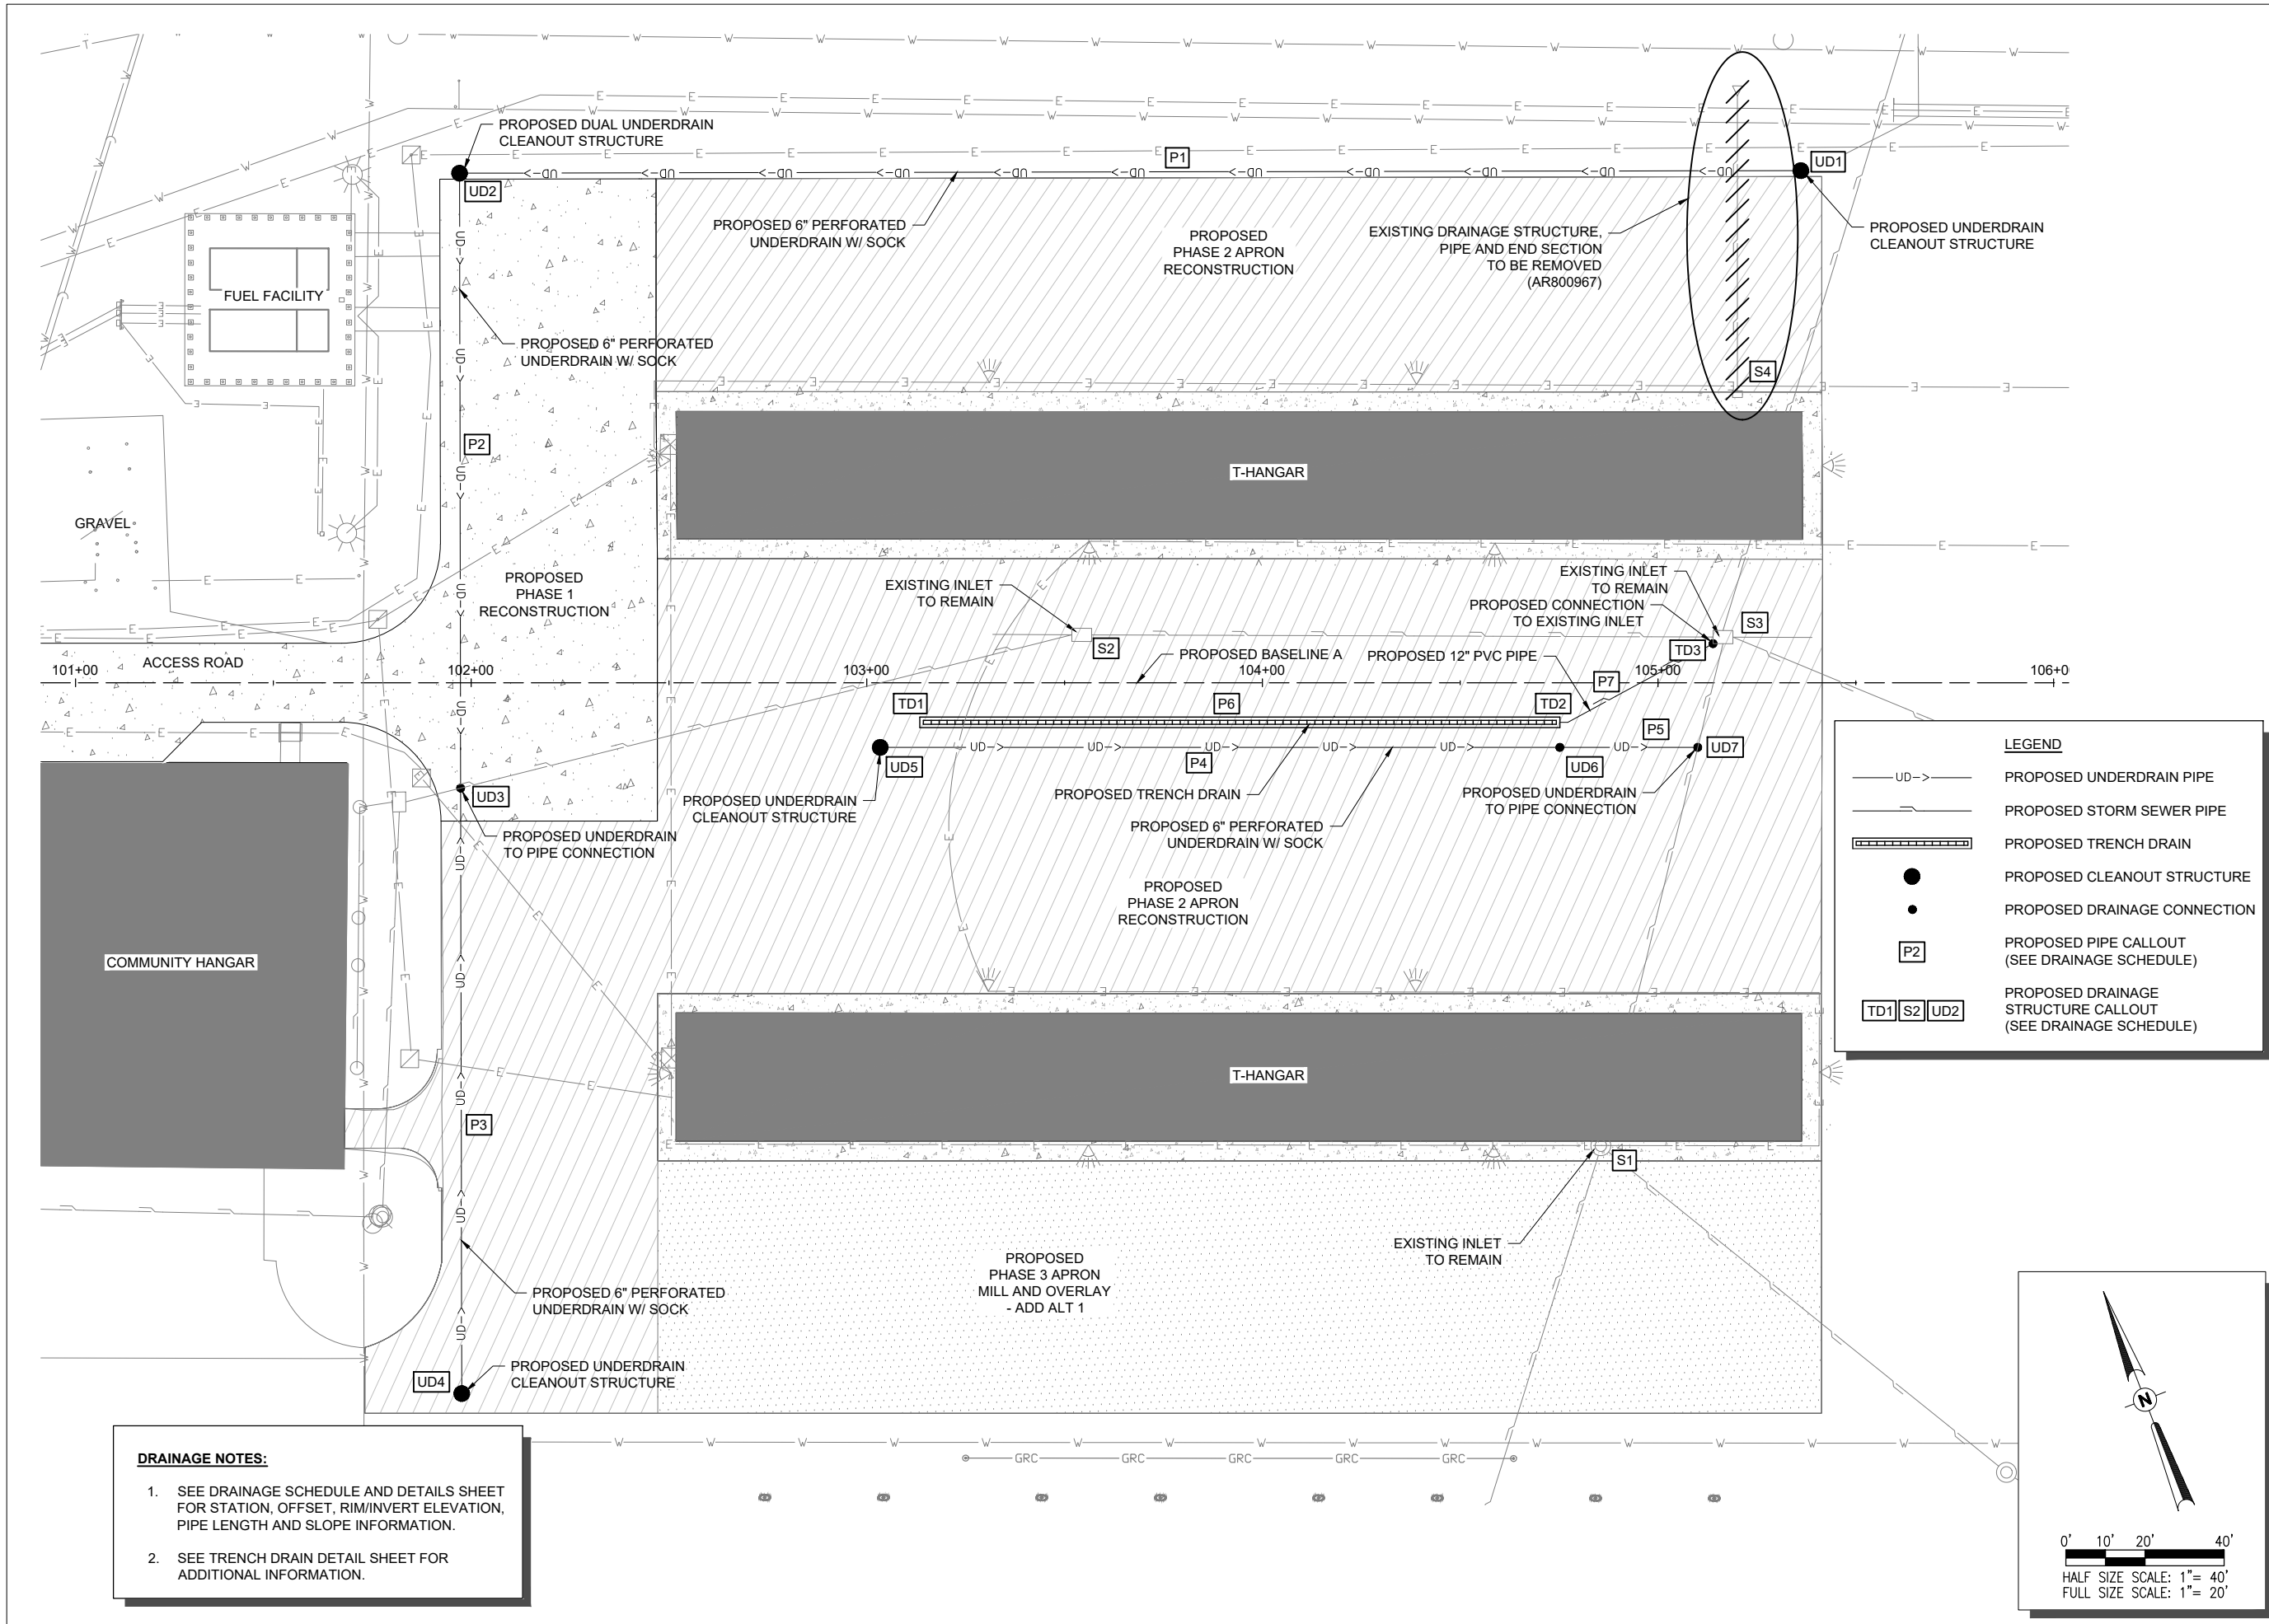 PROPOSED DUAL UNDERDRAIN
CLEANOUT STRUCTURE
UD2
P1
UD1
PROPOSED UNDERDRAIN
CLEANOUT STRUCTURE
PROPOSED 6" PERFORATED
UNDERDRAIN W/ SOCK
PROPOSED
PHASE 2 APRON
RECONSTRUCTION
EXISTING DRAINAGE STRUCTURE,
PIPE AND END SECTION
TO BE REMOVED
(AR800967)
FUEL FACILITY
PROPOSED 6" PERFORATED
UNDERDRAIN W/ SOCK
S4
P2
T-HANGAR
GRAVEL
PROPOSED
PHASE 1
RECONSTRUCTION
EXISTING INLET
TO REMAIN
S2
EXISTING INLET
TO REMAIN
PROPOSED CONNECTION
TO EXISTING INLET
S3
TD3
ACCESS ROAD
PROPOSED BASELINE A
PROPOSED 12" PVC PIPE
101+00
102+00
103+00
104+00
105+00
106+0
P7
TD1
P6
TD2
P5
UD5
P4
UD6
UD7
UD3
PROPOSED UNDERDRAIN
CLEANOUT STRUCTURE
PROPOSED TRENCH DRAIN
PROPOSED UNDERDRAIN
TO PIPE CONNECTION
PROPOSED 6" PERFORATED
UNDERDRAIN W/ SOCK
PROPOSED UNDERDRAIN
TO PIPE CONNECTION
PROPOSED
PHASE 2 APRON
RECONSTRUCTION
COMMUNITY HANGAR
T-HANGAR
P3
S1
EXISTING INLET
TO REMAIN
PROPOSED
PHASE 3 APRON
MILL AND OVERLAY
- ADD ALT 1
PROPOSED 6" PERFORATED
UNDERDRAIN W/ SOCK
UD4
PROPOSED UNDERDRAIN
CLEANOUT STRUCTURE
GRC GRC GRC GRC GRC
LEGEND
UD-> PROPOSED UNDERDRAIN PIPE
PROPOSED STORM SEWER PIPE
PROPOSED TRENCH DRAIN
PROPOSED CLEANOUT STRUCTURE
PROPOSED DRAINAGE CONNECTION
P2 PROPOSED PIPE CALLOUT
(SEE DRAINAGE SCHEDULE)
PROPOSED DRAINAGE
TD1 S2 UD2 STRUCTURE CALLOUT
(SEE DRAINAGE SCHEDULE)
DRAINAGE NOTES:
1. SEE DRAINAGE SCHEDULE AND DETAILS SHEET
FOR STATION, OFFSET, RIM/INVERT ELEVATION,
PIPE LENGTH AND SLOPE INFORMATION.
2. SEE TRENCH DRAIN DETAIL SHEET FOR
ADDITIONAL INFORMATION.
N
0' 10' 20' 40'
HALF SIZE SCALE: 1"= 40'
FULL SIZE SCALE: 1"= 20'